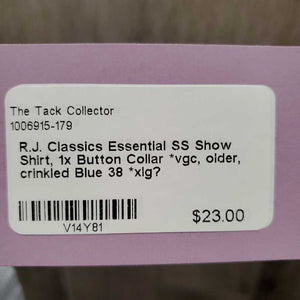 The Tack Collector
1006915-179
R.J. Classics Essential SS Show
Shirt, 1x Button Collar *vgc, older,
crinkled Blue 38 *xlg?
V14Y81
$23.00